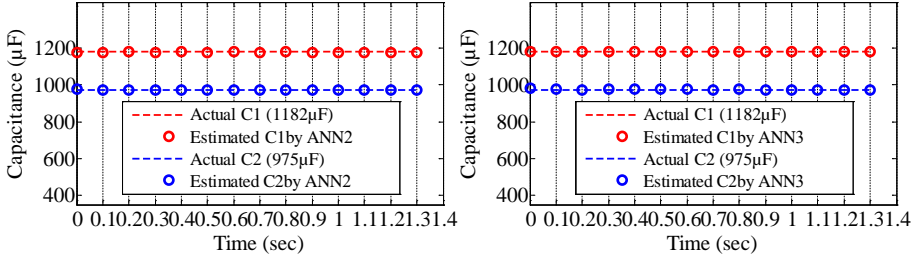 Capacitance (µF)
1200
1000
800
600
400
Actual C1 (1182µF)
Estimated C1by ANN2
Actual C2 (975µF)
Estimated C2by ANN2
0 0.10.20.30.40.50.60.70.80.9 1 1.11.21.31.4
Time (sec)
Capacitance (µF)
1200
1000
800
600
400
Actual C1 (1182µF)
Estimated C1by ANN3
Actual C2 (975µF)
Estimated C2by ANN3
0 0.10.20.30.40.50.60.70.80.9 1 1.11.21.31.4
Time (sec)